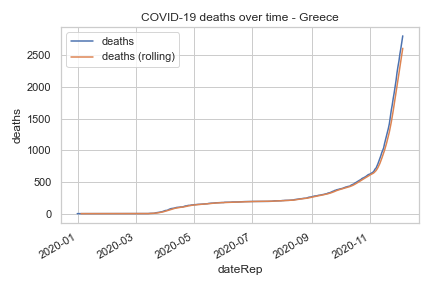 COVID-19 deaths over time - Greece
deaths
deaths (rolling)
deaths
2500
2000
1500
1000
500
0
2020-01
2020-03
2020-05
2020-07
2020-09
2020-11
dateRep